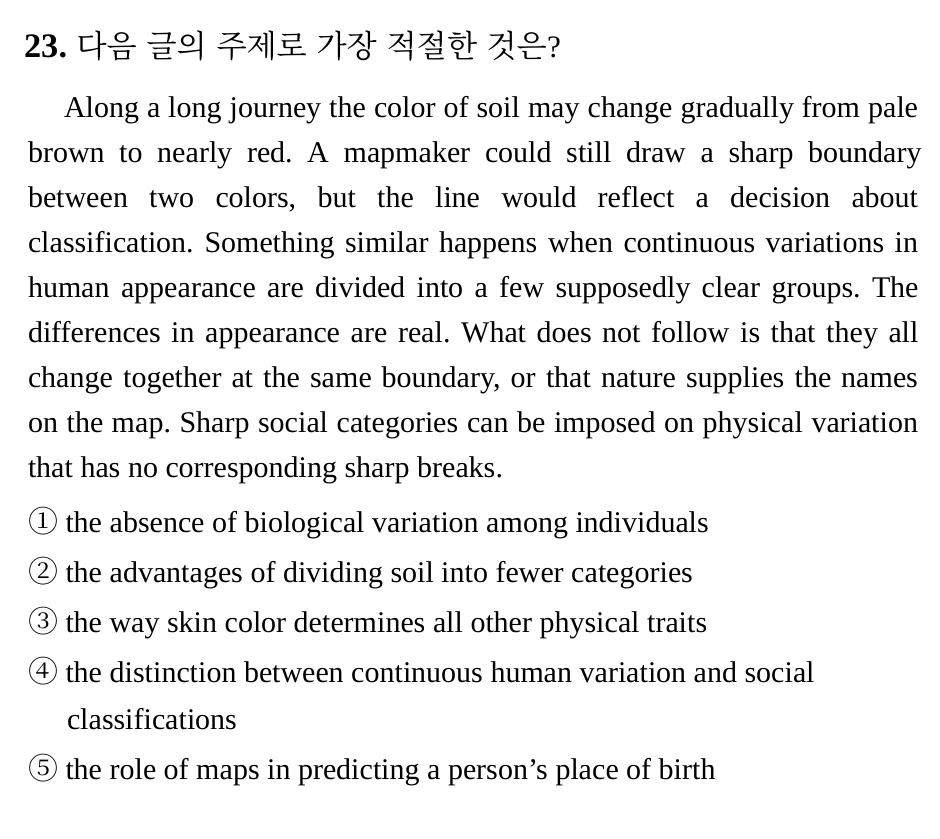 23. 다음 글의 주제로 가장 적절한 것은?
Along a long journey the color of soil may change gradually from pale
brown to nearly red. A mapmaker could still draw a sharp boundary
between two colors, but the line would reflect a decision about
classification. Something similar happens when continuous variations in
human appearance are divided into a few supposedly clear groups. The
differences in appearance are real. What does not follow is that they all
change together at the same boundary, or that nature supplies the names
on the map. Sharp social categories can be imposed on physical variation
that has no corresponding sharp breaks.
① the absence of biological variation among individuals
② the advantages of dividing soil into fewer categories
③ the way skin color determines all other physical traits
④ the distinction between continuous human variation and social
classifications
⑤ the role of maps in predicting a person’s place of birth